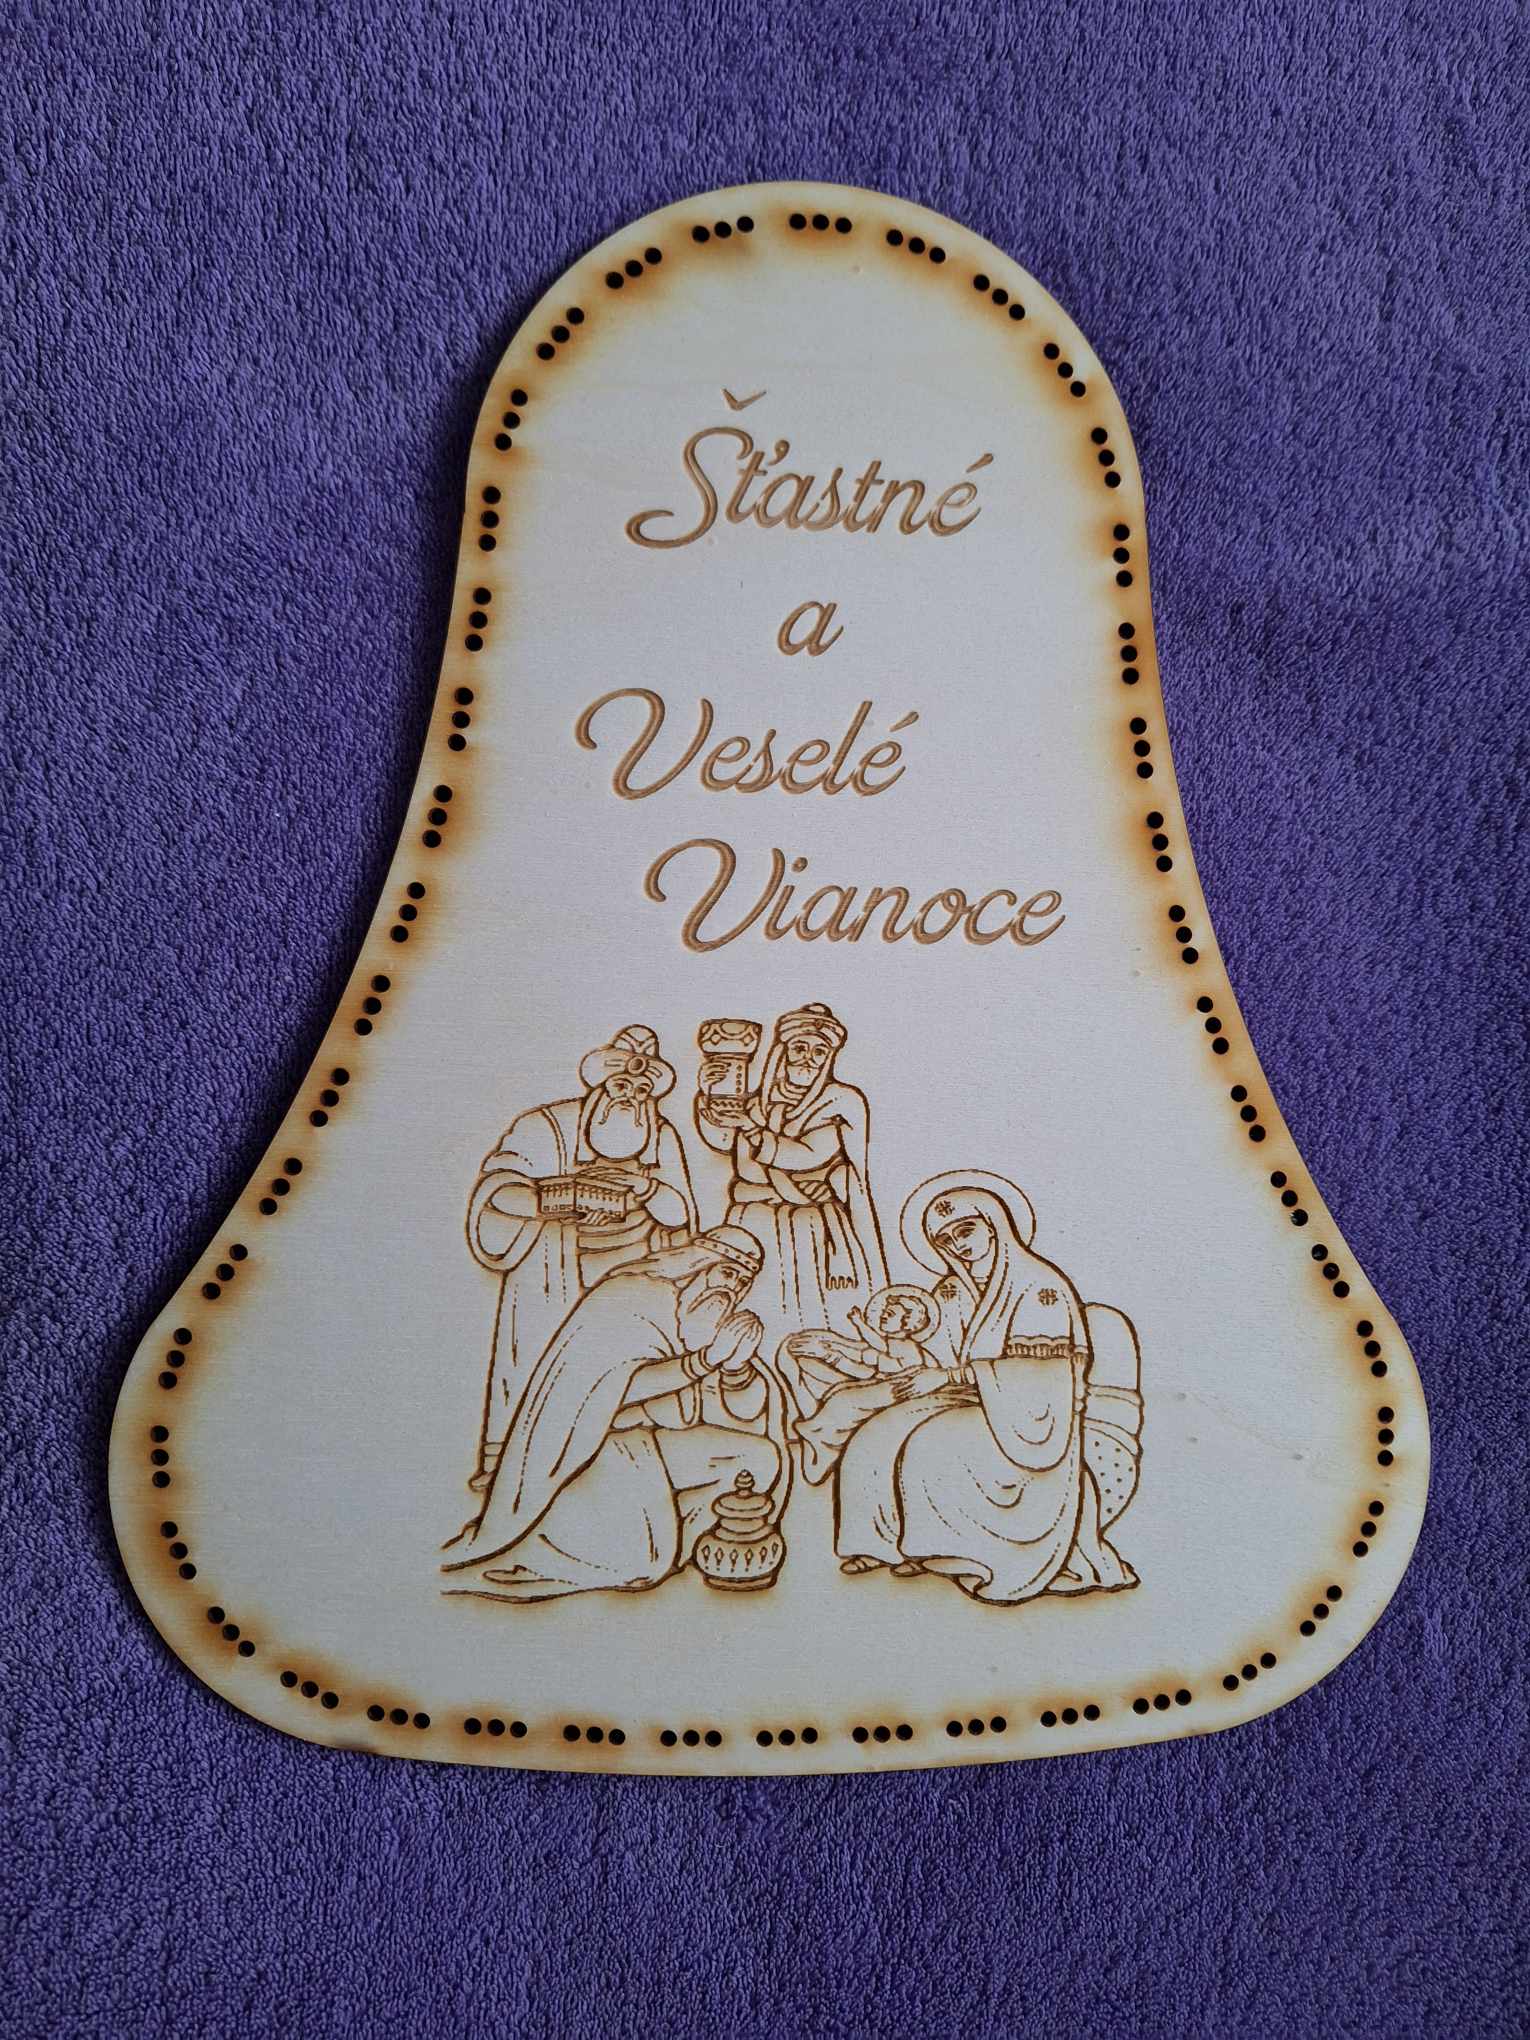 Šťastné
a
Veselé
Vianoce